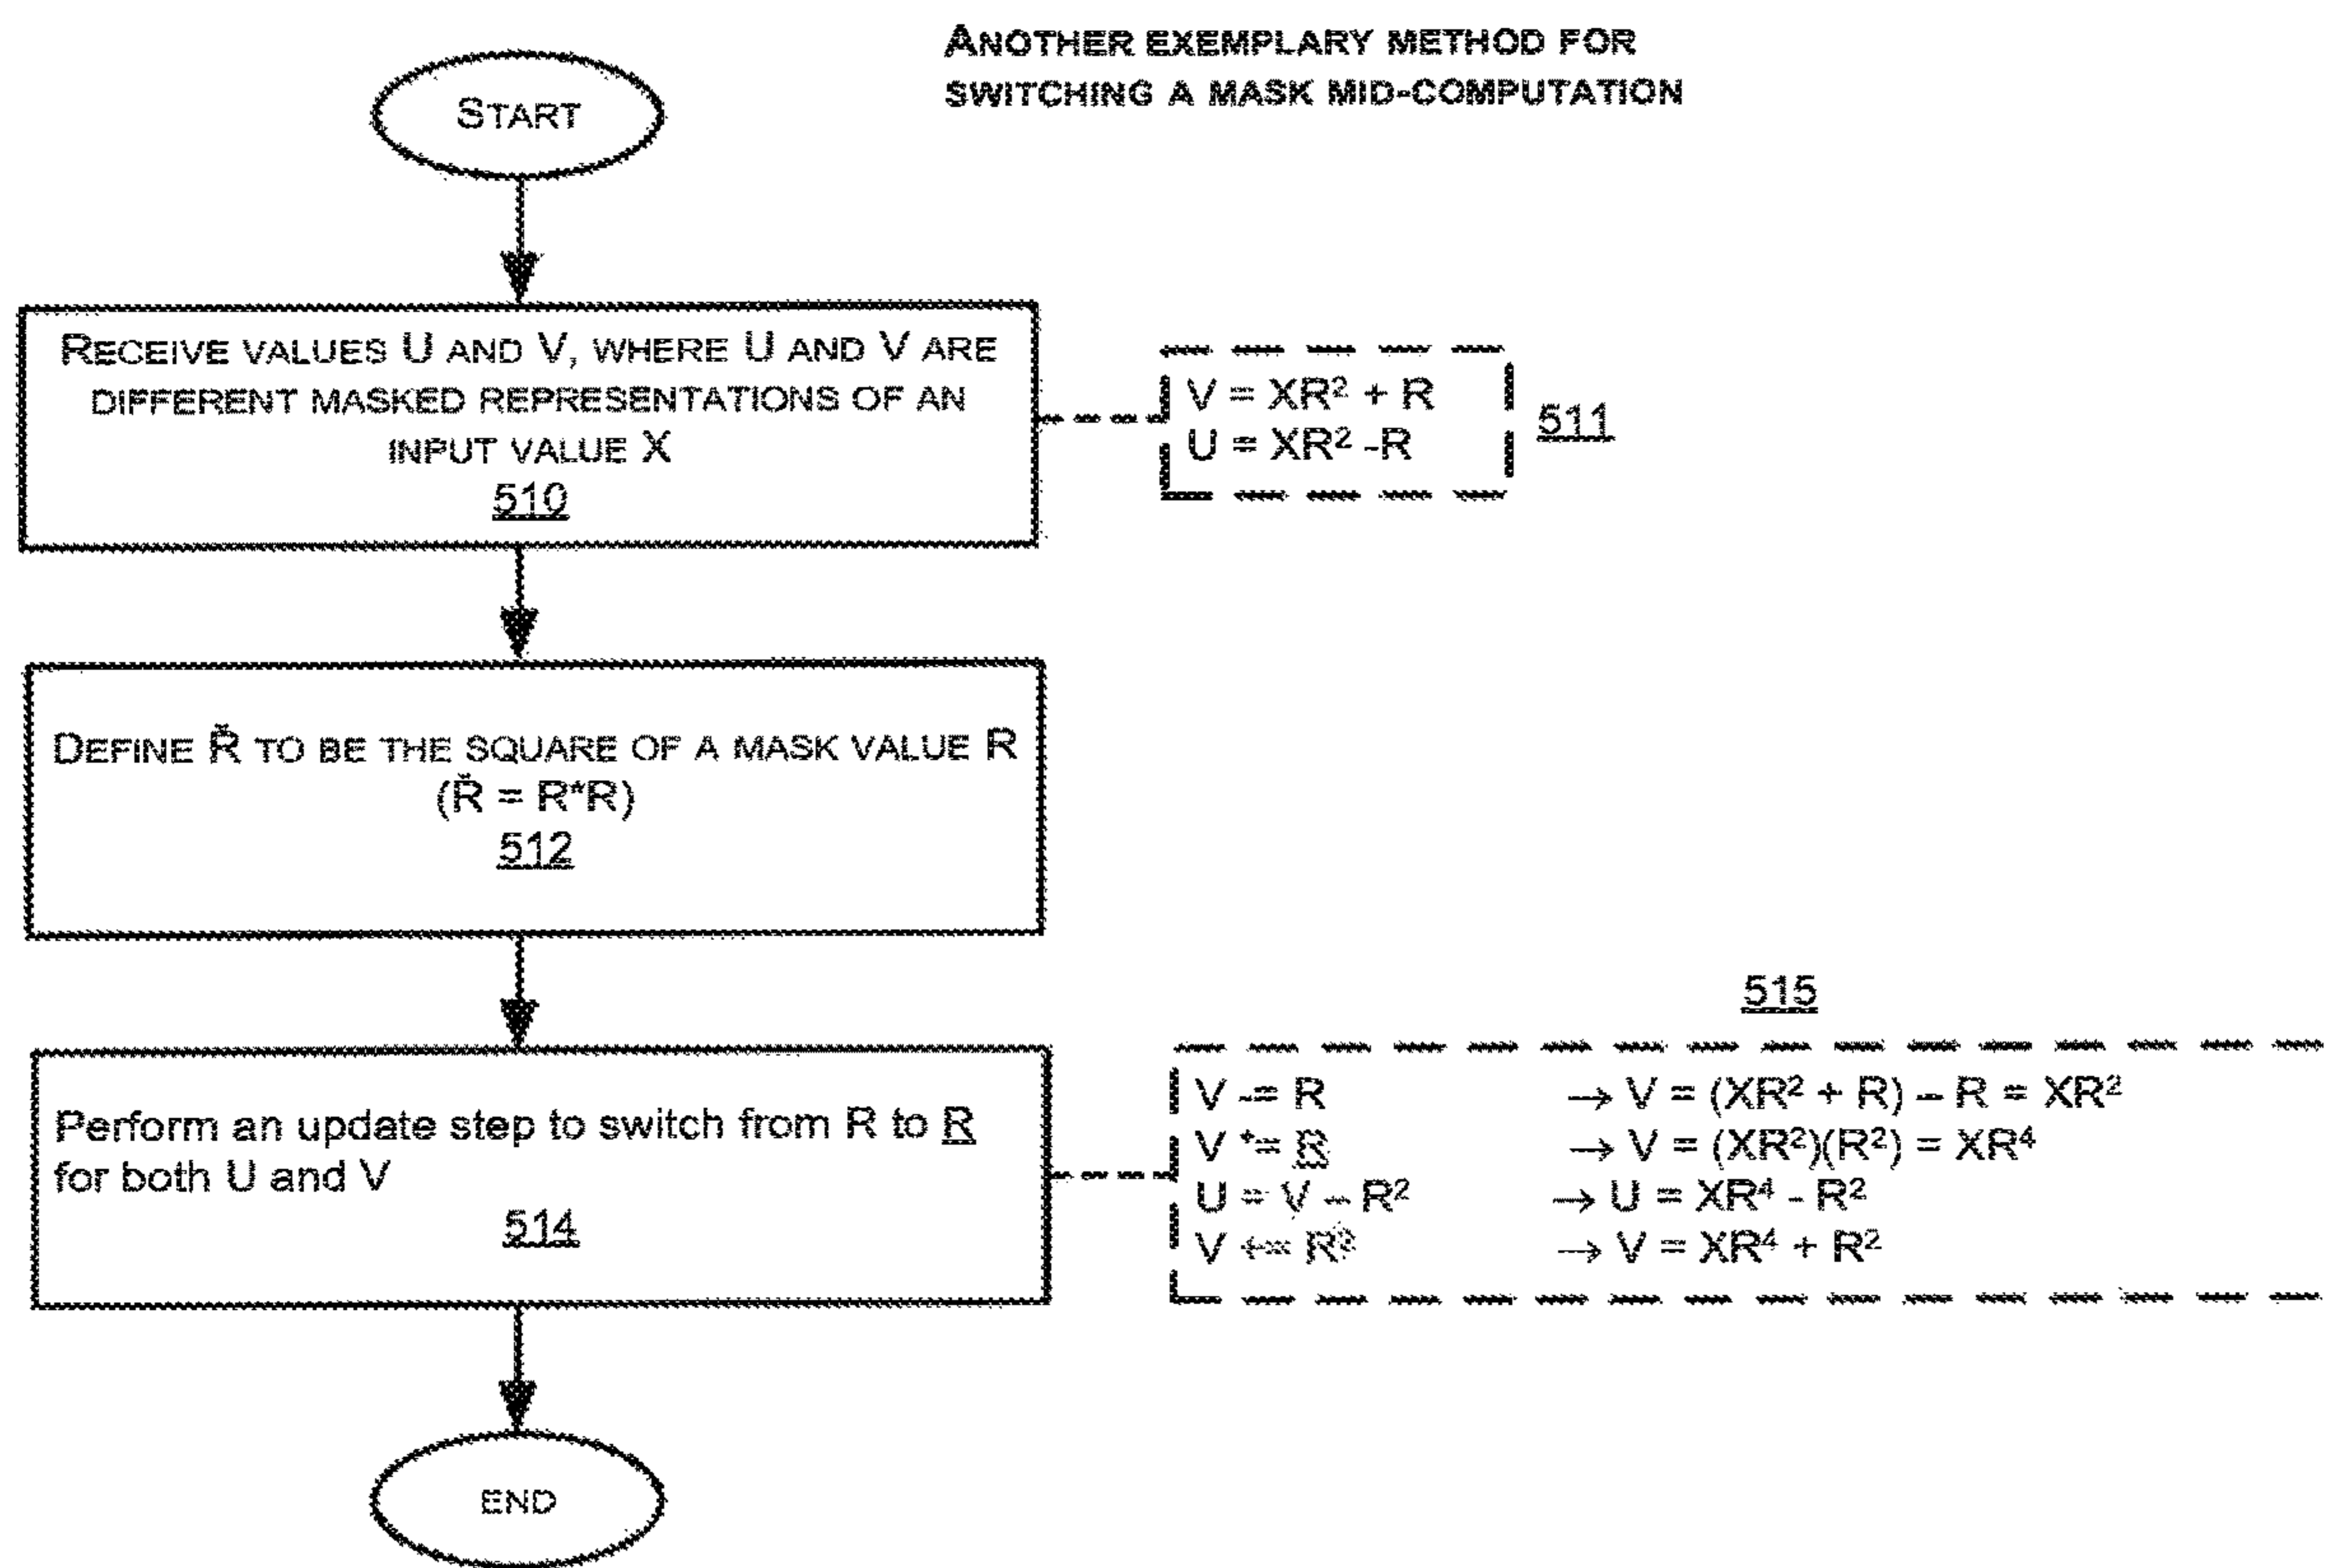 ANOTHER EXEMPLARY METHOD FOR
SWITCHING A MASK MID-COMPUTATION
START
RECEIVE VALUES U AND V, WHERE U AND V ARE
DIFFERENT MASKED REPRESENTATIONS OF AN
INPUT VALUE X
510
V = XR² + R
U = XR² -R
511
DEFINE Ř TO BE THE SQUARE OF A MASK VALUE R
(Ř = R*R)
512
Perform an update step to switch from R to R
for both U and V
514
515
V -= R → V = (XR² + R) – R = XR²
V *= R → V = (XR²)(R²) = XR⁴
U = V – R² → U = XR⁴ - R²
V += R² → V = XR⁴ + R²
END